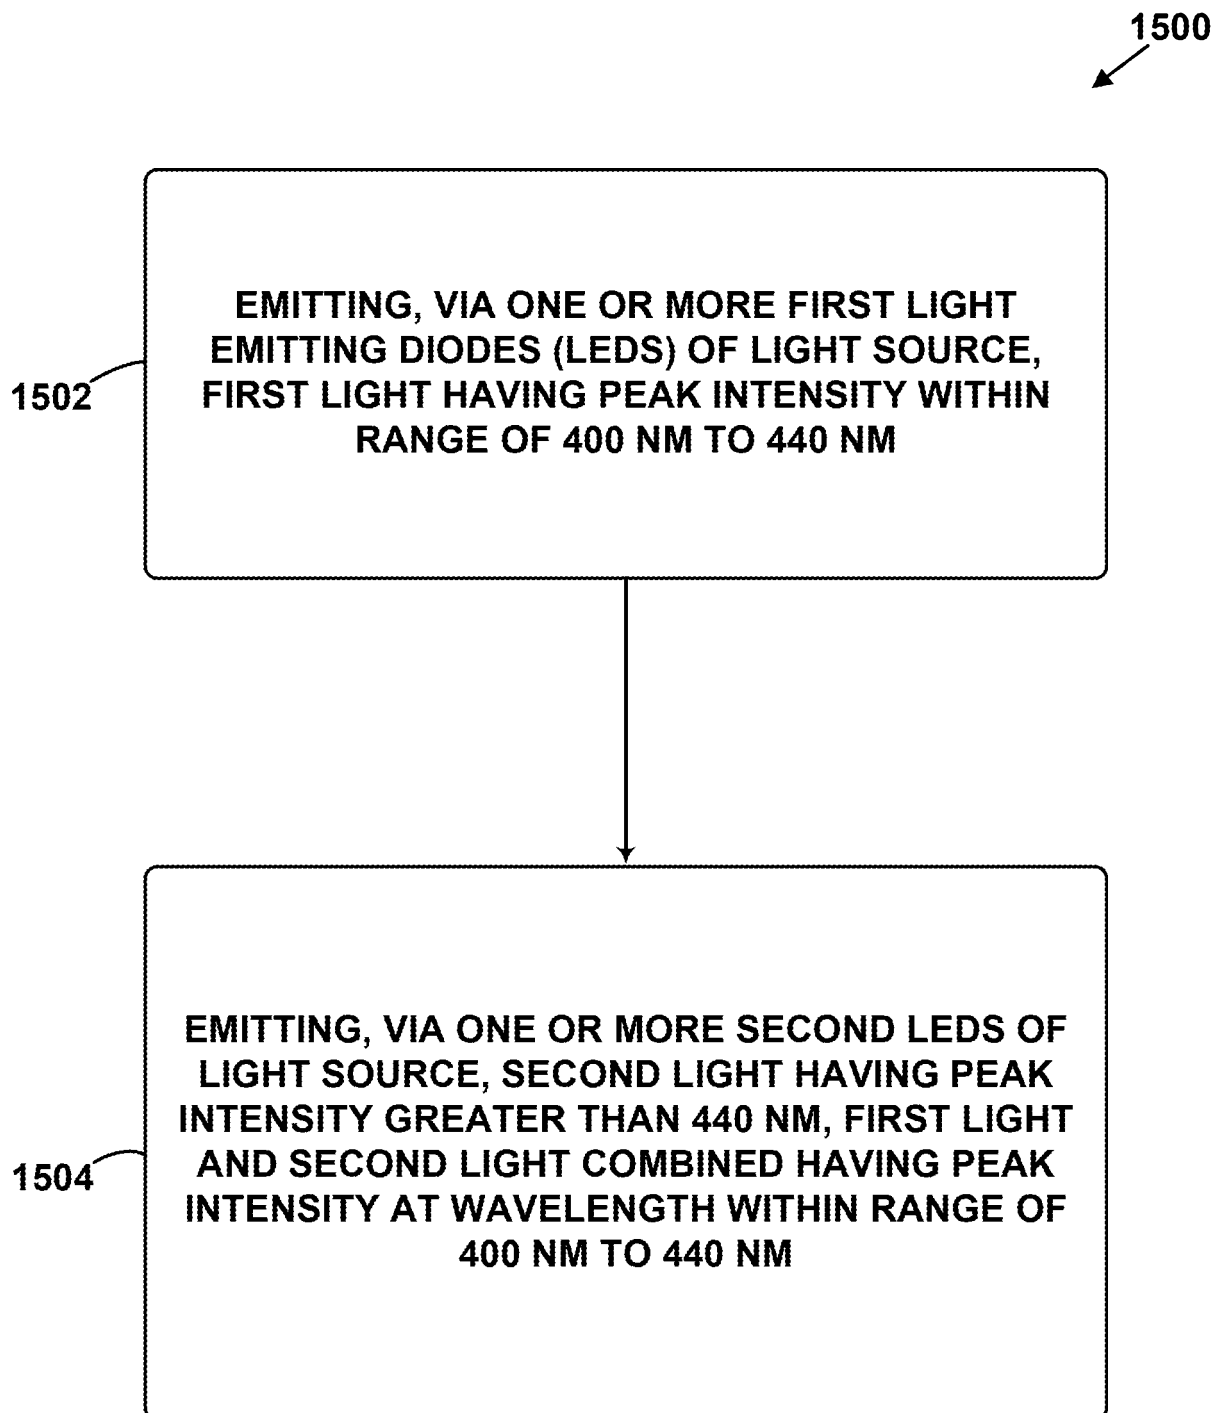 1500
EMITTING, VIA ONE OR MORE FIRST LIGHT
EMITTING DIODES (LEDS) OF LIGHT SOURCE,
FIRST LIGHT HAVING PEAK INTENSITY WITHIN
RANGE OF 400 NM TO 440 NM
1502
EMITTING, VIA ONE OR MORE SECOND LEDS OF
LIGHT SOURCE, SECOND LIGHT HAVING PEAK
INTENSITY GREATER THAN 440 NM, FIRST LIGHT
AND SECOND LIGHT COMBINED HAVING PEAK
INTENSITY AT WAVELENGTH WITHIN RANGE OF
400 NM TO 440 NM
1504